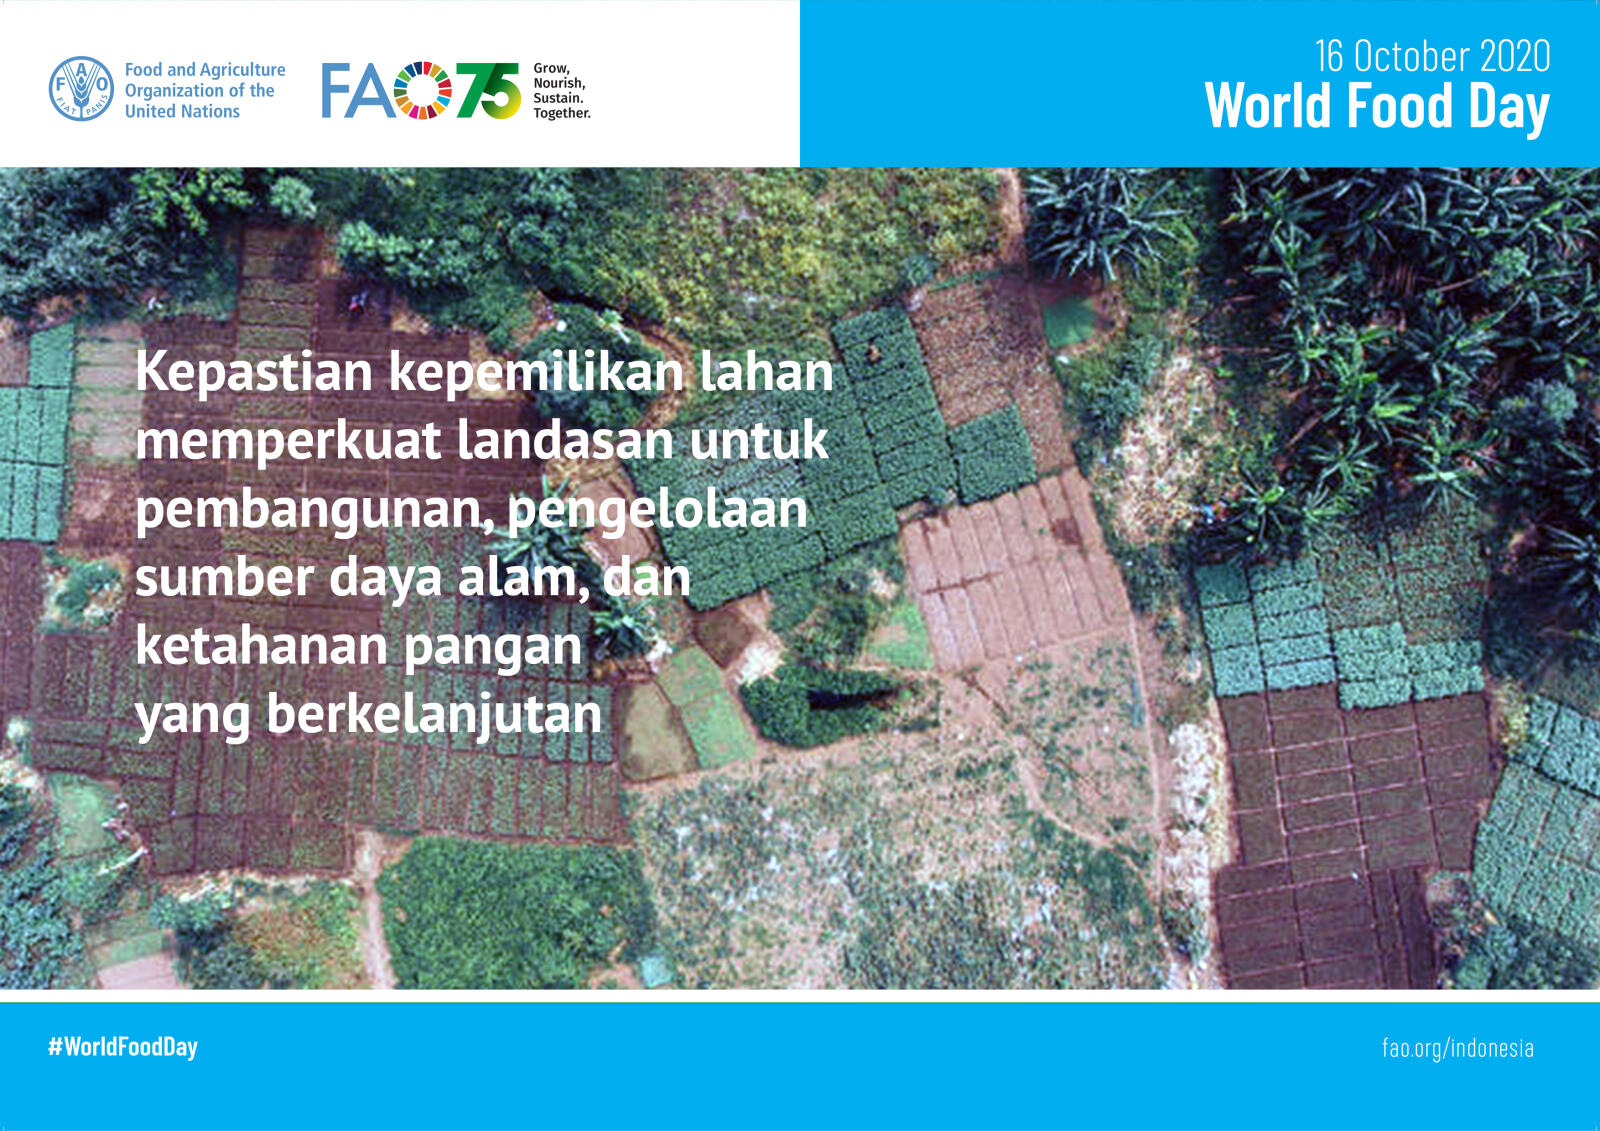 F A O
FIAT PANIS
Food and Agriculture
Organization of the
United Nations
FAO75
Grow,
Nourish,
Sustain.
Together.
16 October 2020
World Food Day
Kepastian kepemilikan lahan
memperkuat landasan untuk
pembangunan, pengelolaan
sumber daya alam, dan
ketahanan pangan
yang berkelanjutan
#WorldFoodDay
fao.org/indonesia